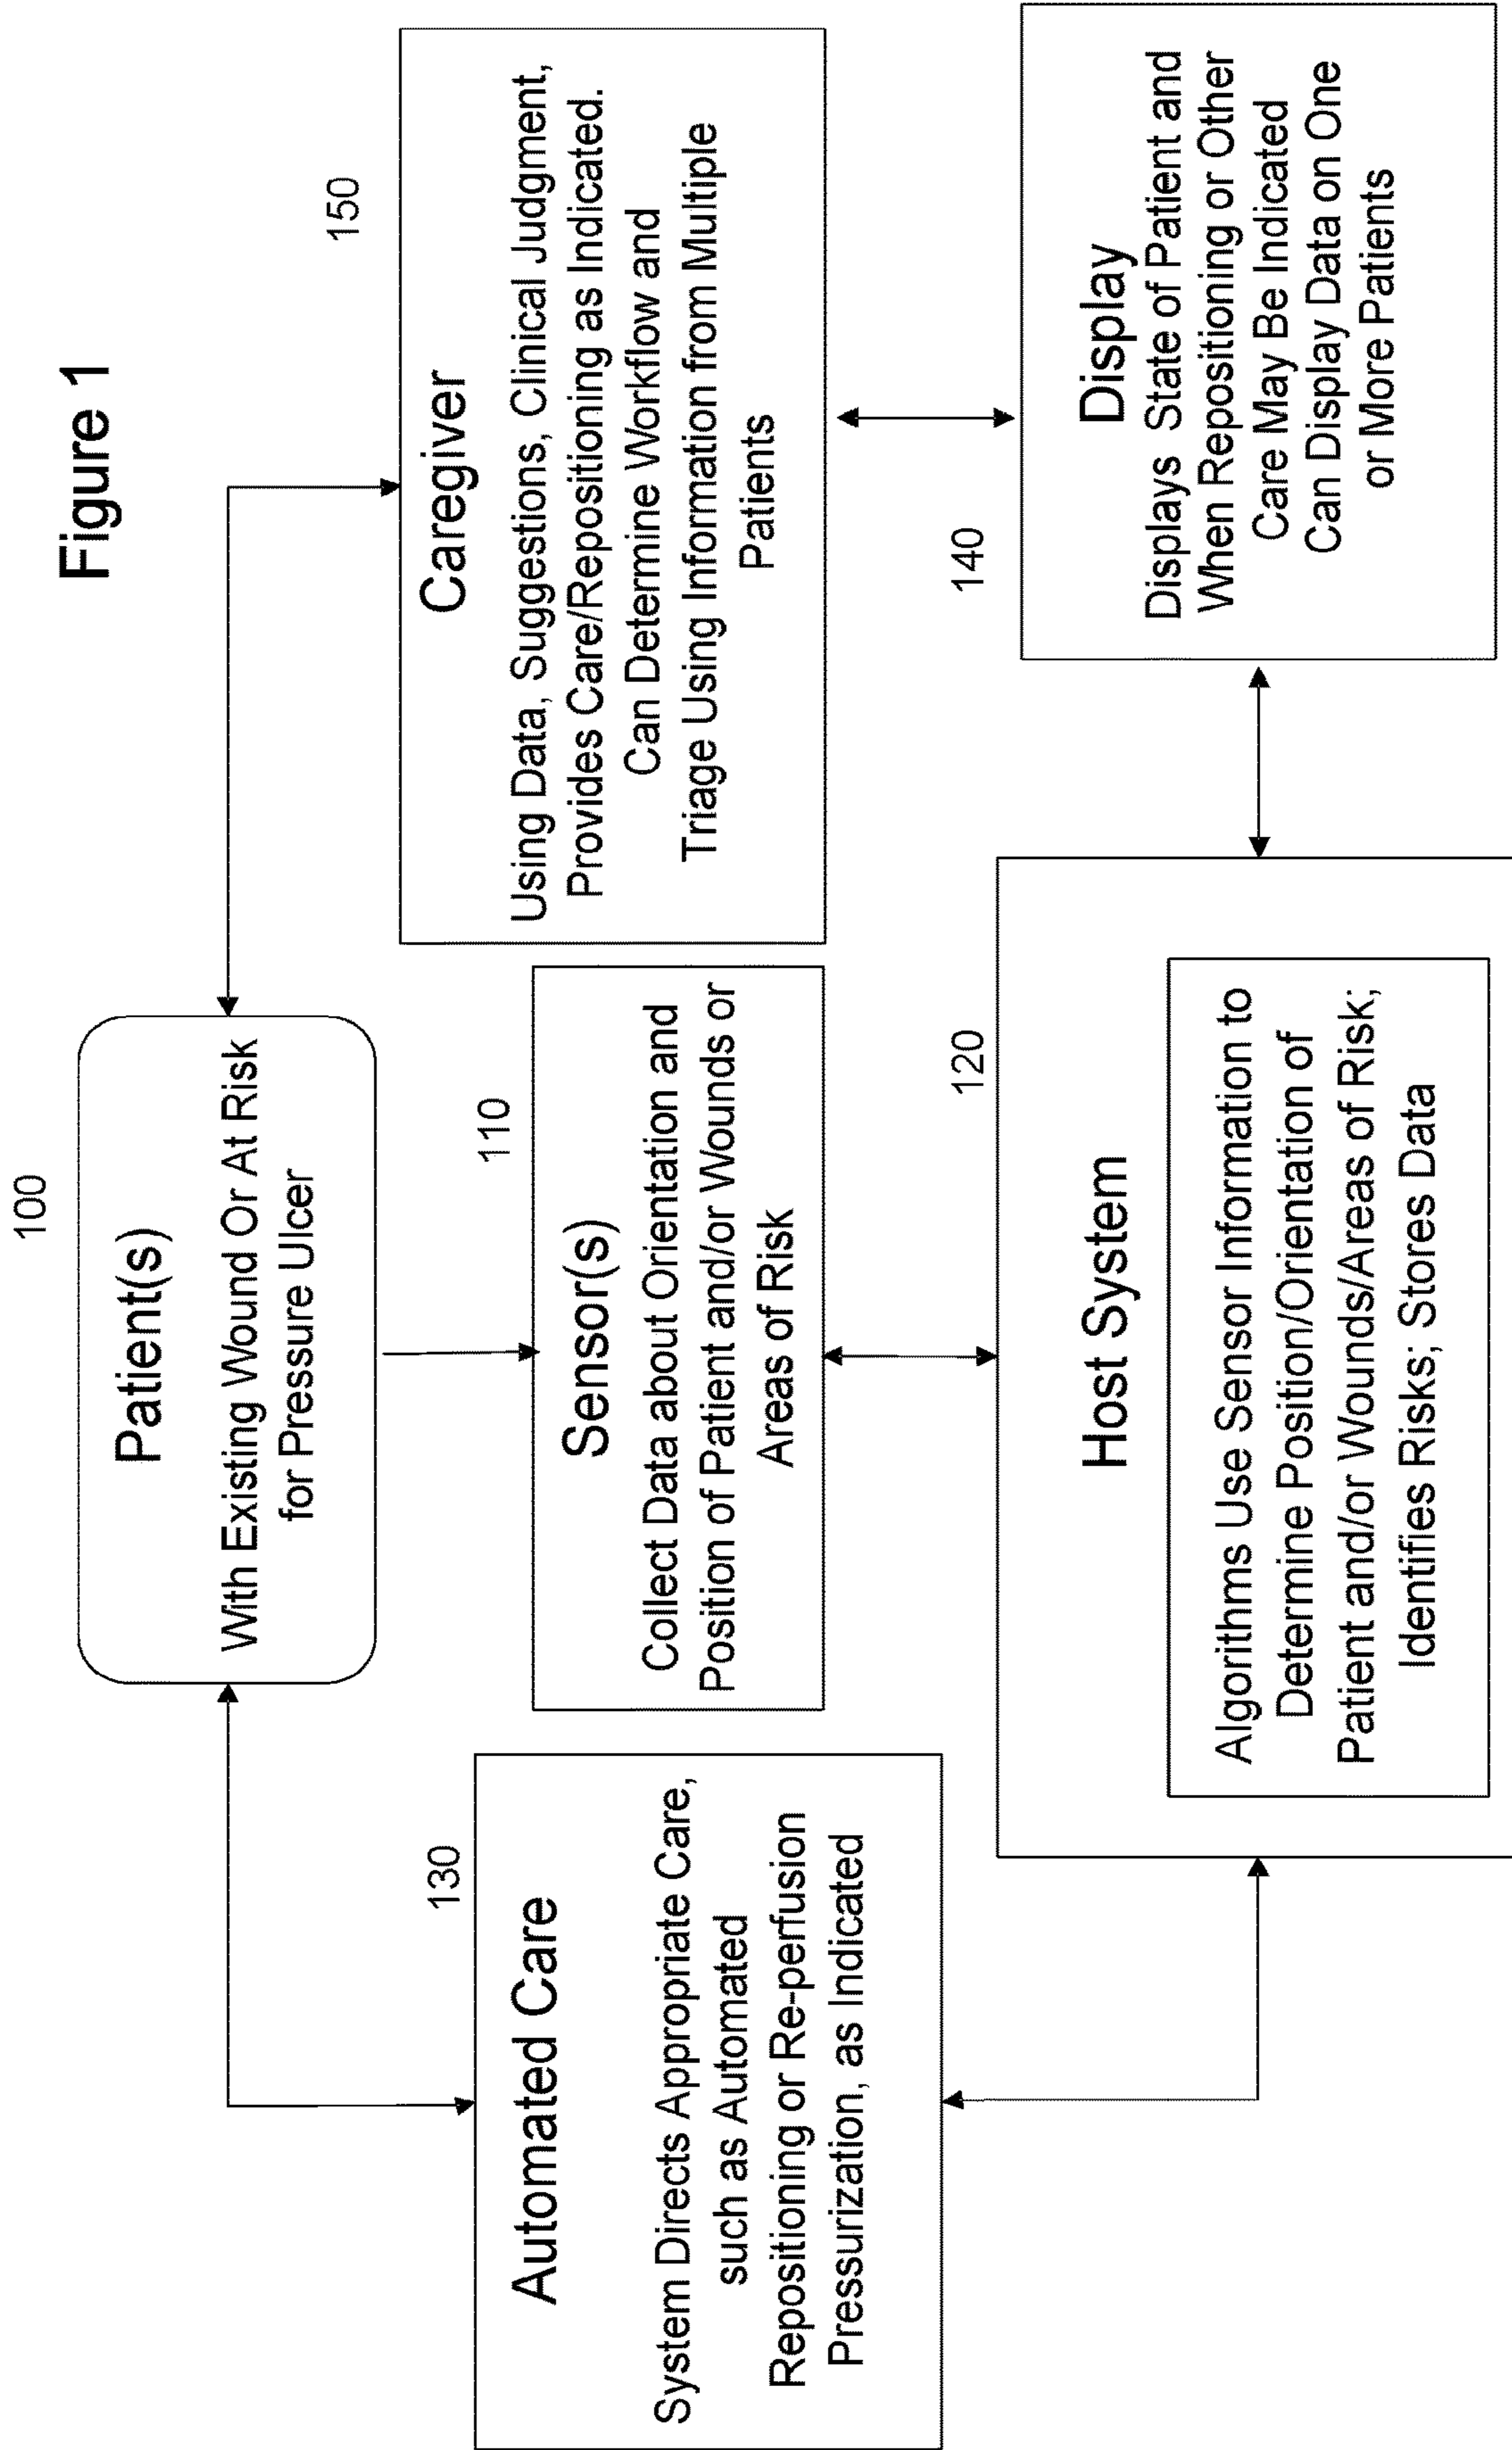 Figure 1
100
Patient(s)
With Existing Wound Or At Risk
for Pressure Ulcer
130
Automated Care
System Directs Appropriate Care,
such as Automated
Repositioning or Re-perfusion
Pressurization, as Indicated
110
Sensor(s)
Collect Data about Orientation and
Position of Patient and/or Wounds or
Areas of Risk
150
Caregiver
Using Data, Suggestions, Clinical Judgment,
Provides Care/Repositioning as Indicated.
Can Determine Workflow and
Triage Using Information from Multiple
Patients
120
Host System
Algorithms Use Sensor Information to
Determine Position/Orientation of
Patient and/or Wounds/Areas of Risk;
Identifies Risks; Stores Data
140
Display
Displays State of Patient and
When Repositioning or Other
Care May Be Indicated
Can Display Data on One
or More Patients